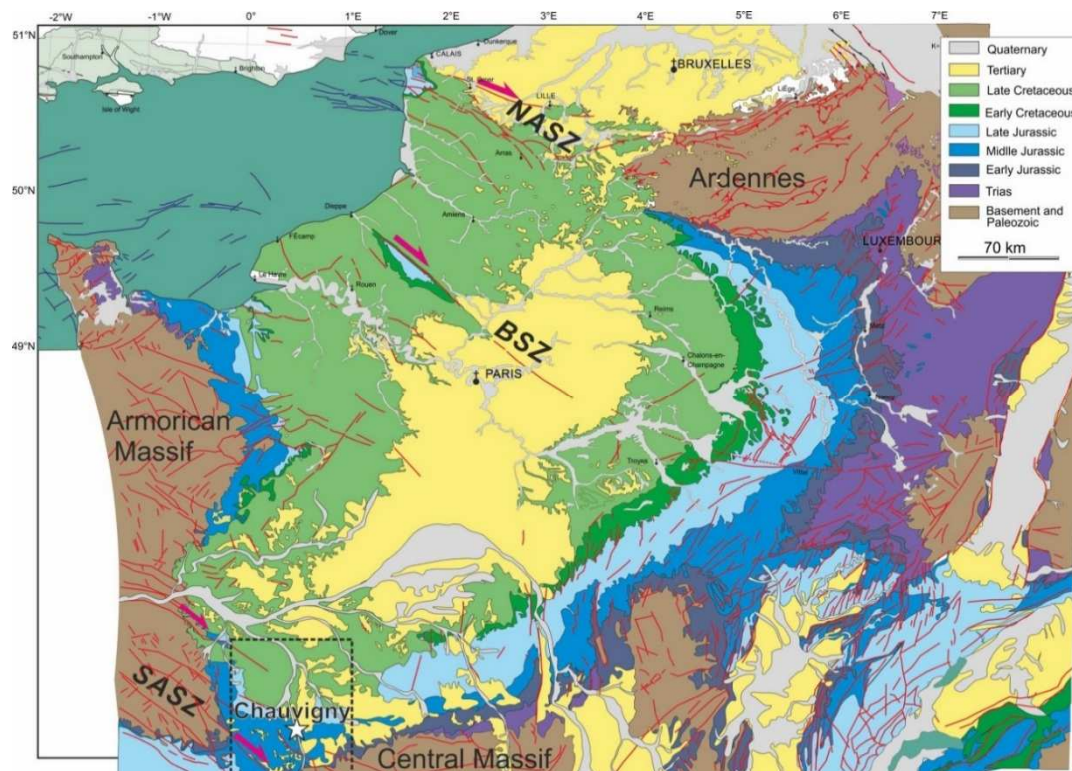 -2°W
-1°W
0°
1°E
2°E
3°E
4°E
5°E
6°E
7°E
51°N
50°N
49°N
Southampton
Isle of Wight
Brighton
Dover
CALAIS
Dunkerque
LILLE
BRUXELLES
Liège
NASZ
Arras
Ardennes
LUXEMBOUR
Dieppe
Amiens
Fécamp
Le Havre
Rouen
Reims
BSZ
Chalons-en-
Champagne
PARIS
Armorican
Massif
Troyes
SASZ
Chauvigny
Central Massif
Quaternary
Tertiary
Late Cretaceous
Early Cretaceous
Late Jurassic
Midlle Jurassic
Early Jurassic
Trias
Basement and
Paleozoic
70 km